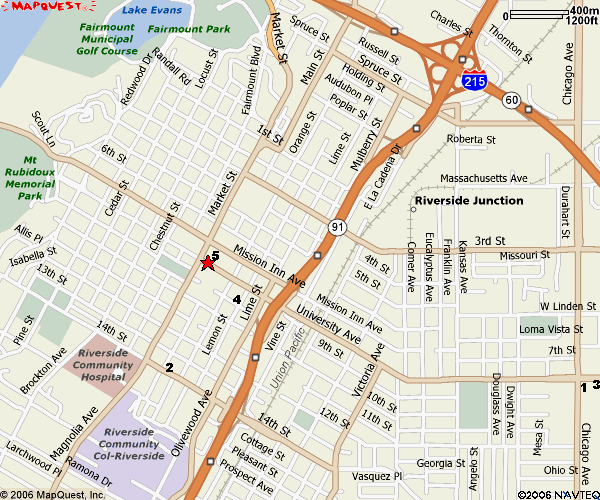 MAPQUEST
Lake Evans
Fairmount Park
Fairmount
Municipal
Golf Course
Market St
Spruce St
Charles St
Thornton St
400m
0
1200ft
Russell St
Spruce St
Holding St
Main St
Fairmount Blvd
Locust St
Randall Rd
Redwood Dr
Audubon Pl
Poplar St
215
60
Chicago Ave
Scout Ln
1st St
Orange St
Lime St
Mulberry St
E La Cadena Dr
Roberta St
6th St
Mt
Rubidoux
Memorial
Park
Cedar St
Chestnut St
Market St
Massachusetts Ave
Riverside Junction
Durahart St
91
3rd St
Missouri St
Allis Pl
Isabella St
5
Mission Inn Ave
4th St
5th St
Comer Ave
Eucalyptus Ave
Franklin Ave
Kansas Ave
13th St
4
Lime St
Mission Inn Ave
University Ave
W Linden St
Loma Vista St
7th St
14th St
Pine St
Lemon St
Vine St
Union Pacific
9th St
Victoria Ave
Brockton Ave
Riverside
Community
Hospital
2
1
3
Olivewood Ave
Magnolia Ave
10th St
11th St
12th St
14th St
Douglass Ave
Dwight Ave
Mesa St
Chicago Ave
Riverside
Community
Col-Riverside
Cottage St
Pleasant St
Prospect Ave
Georgia St
Ohio St
Larchwood Pl
Ramona Dr
Vasquez Pl
© 2006 MapQuest, Inc.
©2006 NAVTEQ